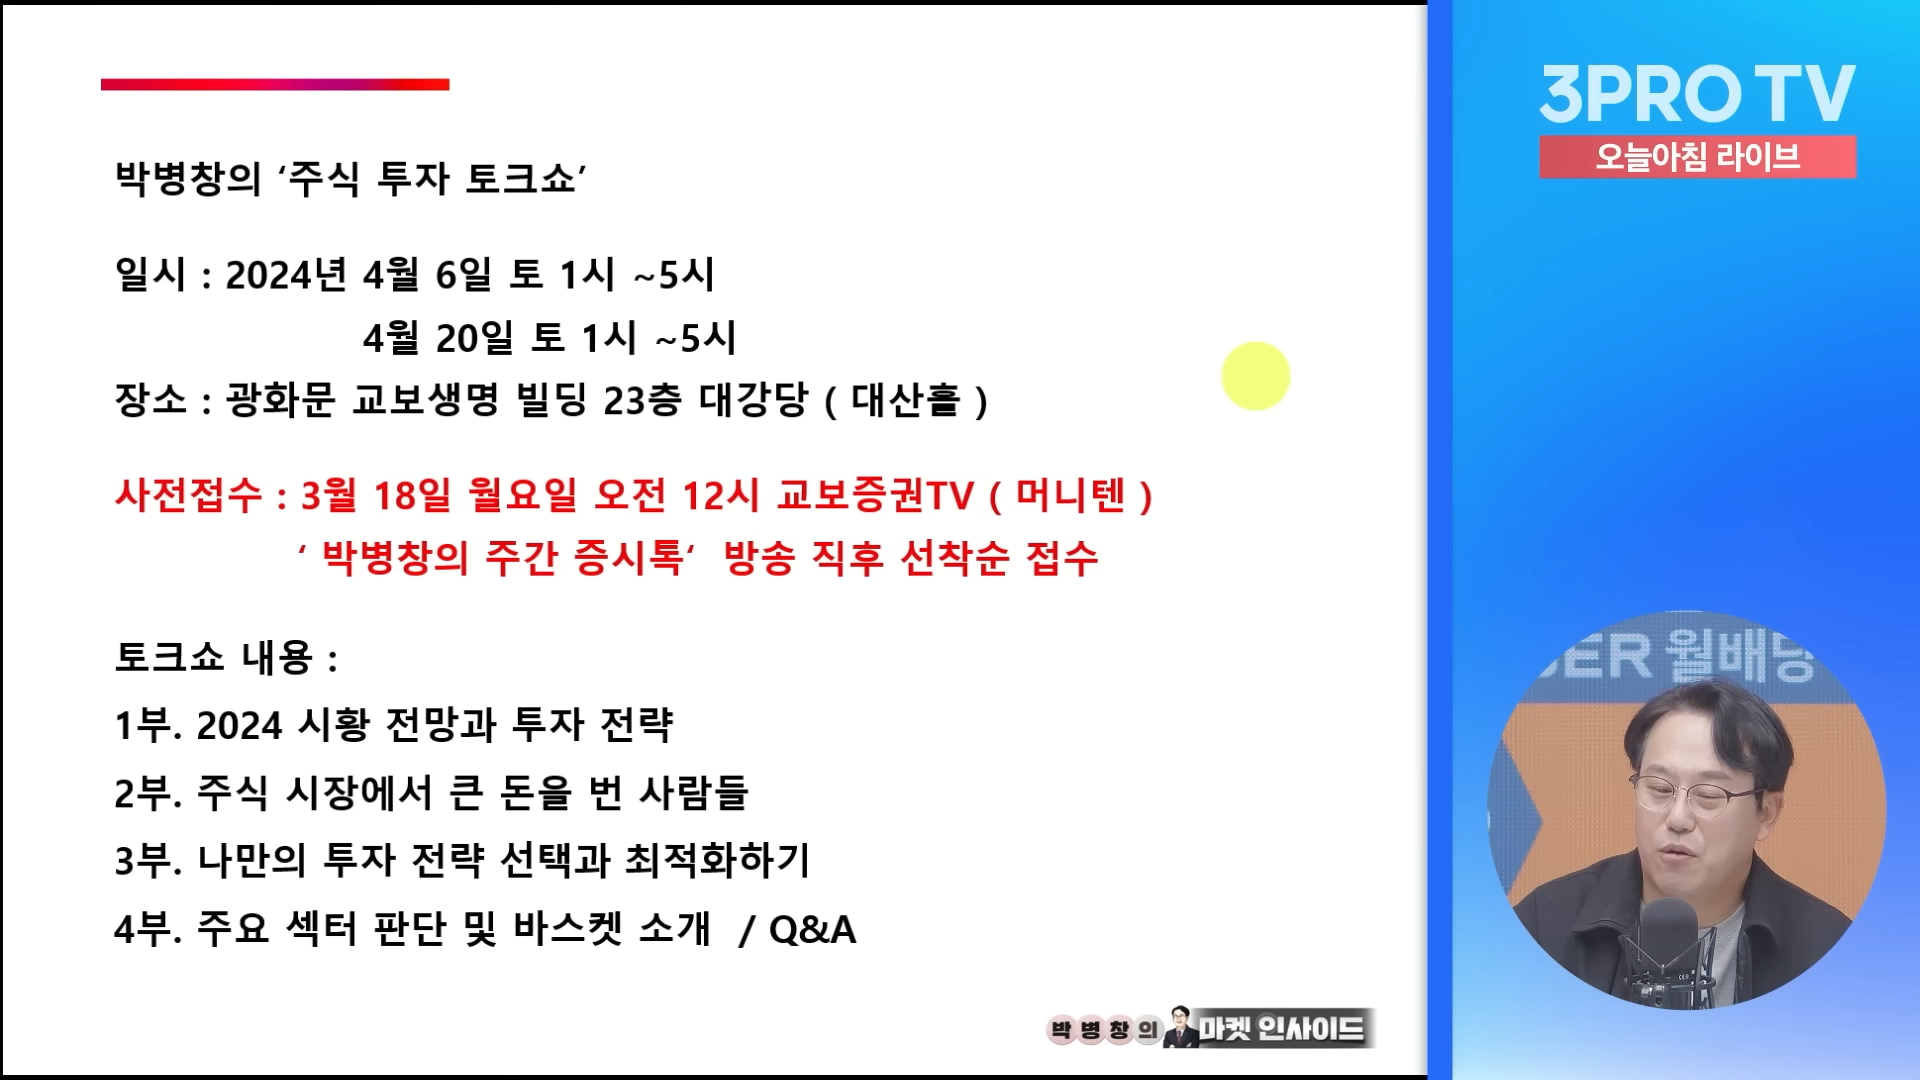 박병창의 ‘주식 투자 토크쇼’
일시 : 2024년 4월 6일 토 1시 ~5시
4월 20일 토 1시 ~5시
장소 : 광화문 교보생명 빌딩 23층 대강당 ( 대산홀 )
사전접수 : 3월 18일 월요일 오전 12시 교보증권TV ( 머니텐 )
‘ 박병창의 주간 증시톡‘ 방송 직후 선착순 접수
토크쇼 내용 :
1부. 2024 시황 전망과 투자 전략
2부. 주식 시장에서 큰 돈을 번 사람들
3부. 나만의 투자 전략 선택과 최적화하기
4부. 주요 섹터 판단 및 바스켓 소개 / Q&A
박병창의 마켓 인사이드
3PRO TV
오늘아침 라이브
월배당